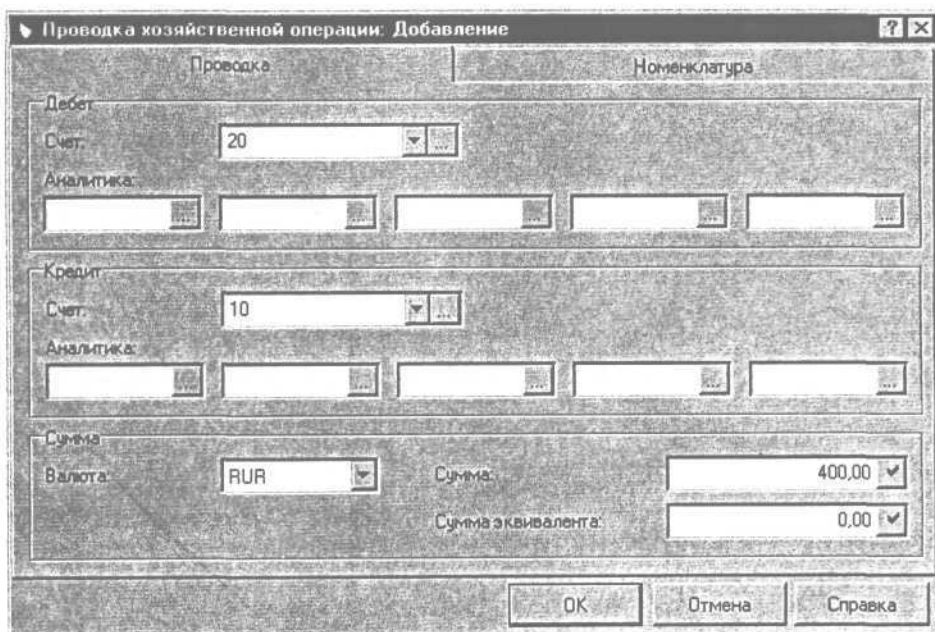 Проводка хозяйственной операции: Добавление ? ×
Проводка Номенклатура
Дебет
Счет: 20 ...
Аналитика:
... ... ... ... ...
Кредит
Счет: 10 ...
Аналитика:
... ... ... ... ...
Сумма
Валюта: RUR Сумма: 400,00
Сумма эквивалента: 0,00
OK Отмена Справка